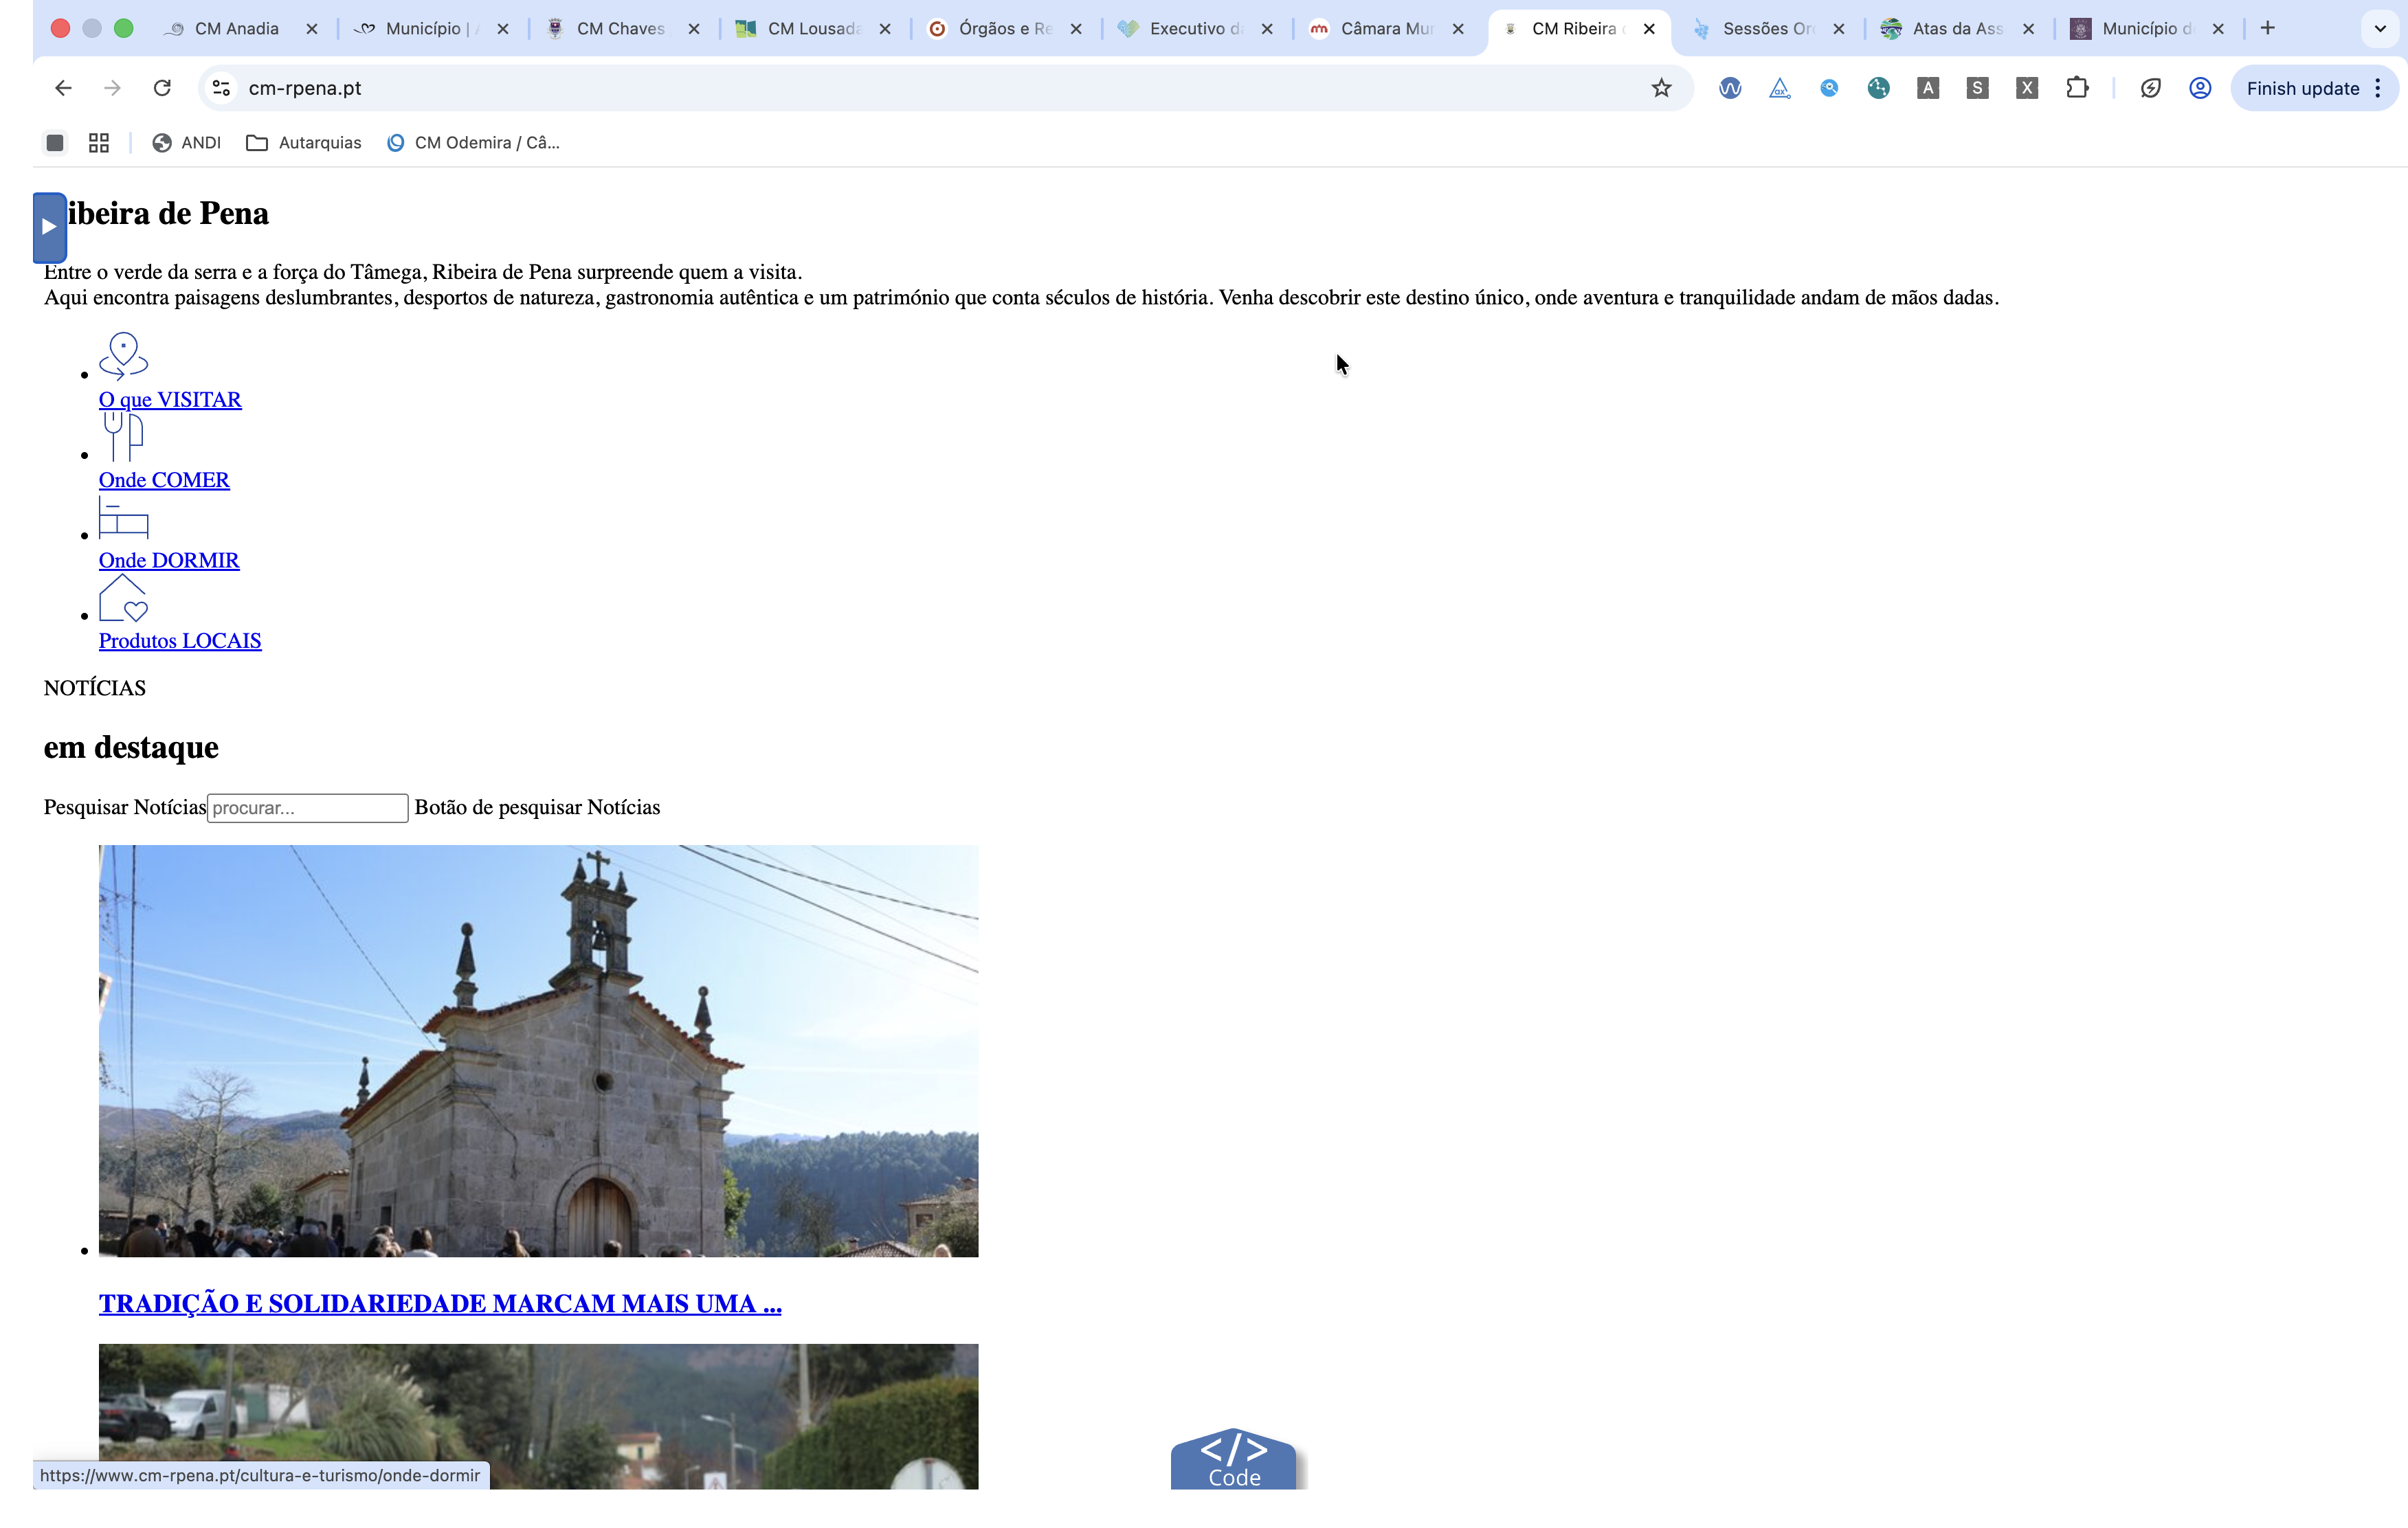 CM Anadia
Município |
CM Chaves
CM Lousada
Órgãos e Re
Executivo d
Câmara Mur
CM Ribeira
Sessões Or
Atas da Ass
Município d
cm-rpena.pt
A
S
X
Finish update
ANDI
Autarquias
CM Odemira / Câ...
ibeira de Pena
Entre o verde da serra e a força do Tâmega, Ribeira de Pena surpreende quem a visita.
Aqui encontra paisagens deslumbrantes, desportos de natureza, gastronomia autêntica e um património que conta séculos de história. Venha descobrir este destino único, onde aventura e tranquilidade andam de mãos dadas.
O que VISITAR
Onde COMER
Onde DORMIR
Produtos LOCAIS
NOTÍCIAS
em destaque
Pesquisar Notícias procurar... Botão de pesquisar Notícias
TRADIÇÃO E SOLIDARIEDADE MARCAM MAIS UMA ...
https://www.cm-rpena.pt/cultura-e-turismo/onde-dormir
</>
Code